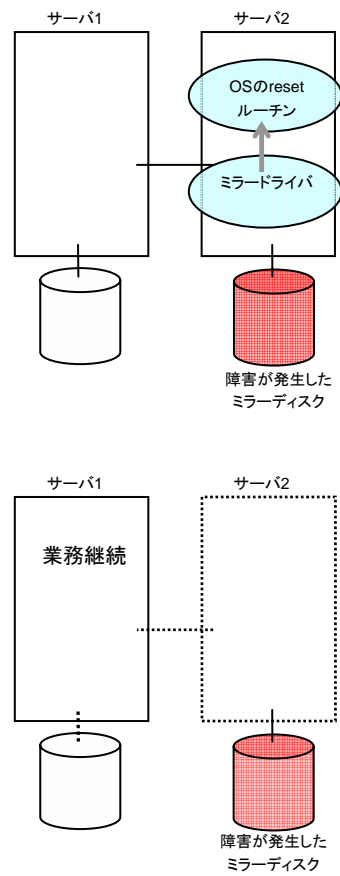 サーバ1
サーバ2
OSのreset
ルーチン
ミラードライバ
障害が発生した
ミラーディスク
サーバ1
サーバ2
業務継続
障害が発生した
ミラーディスク